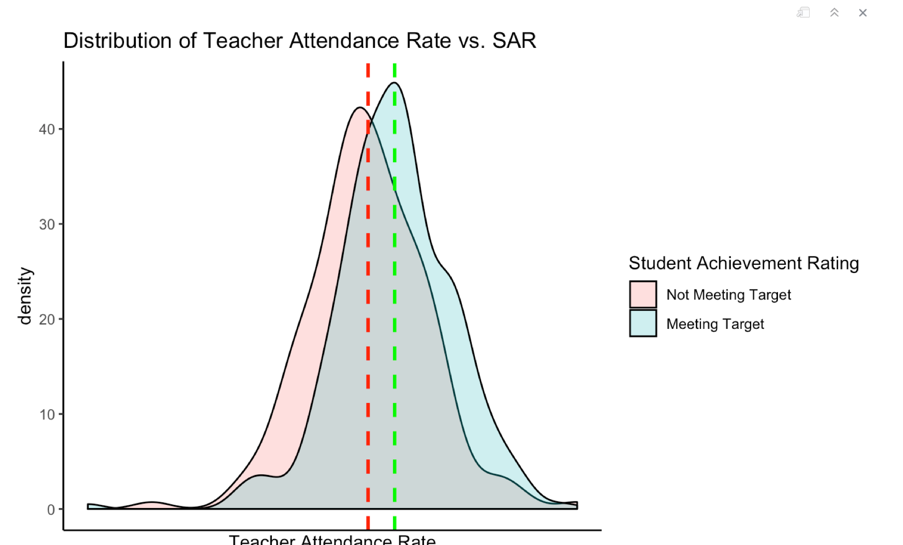 Distribution of Teacher Attendance Rate vs. SAR
density
40
30
20
10
0
Teacher Attendance Rate
Student Achievement Rating
Not Meeting Target
Meeting Target